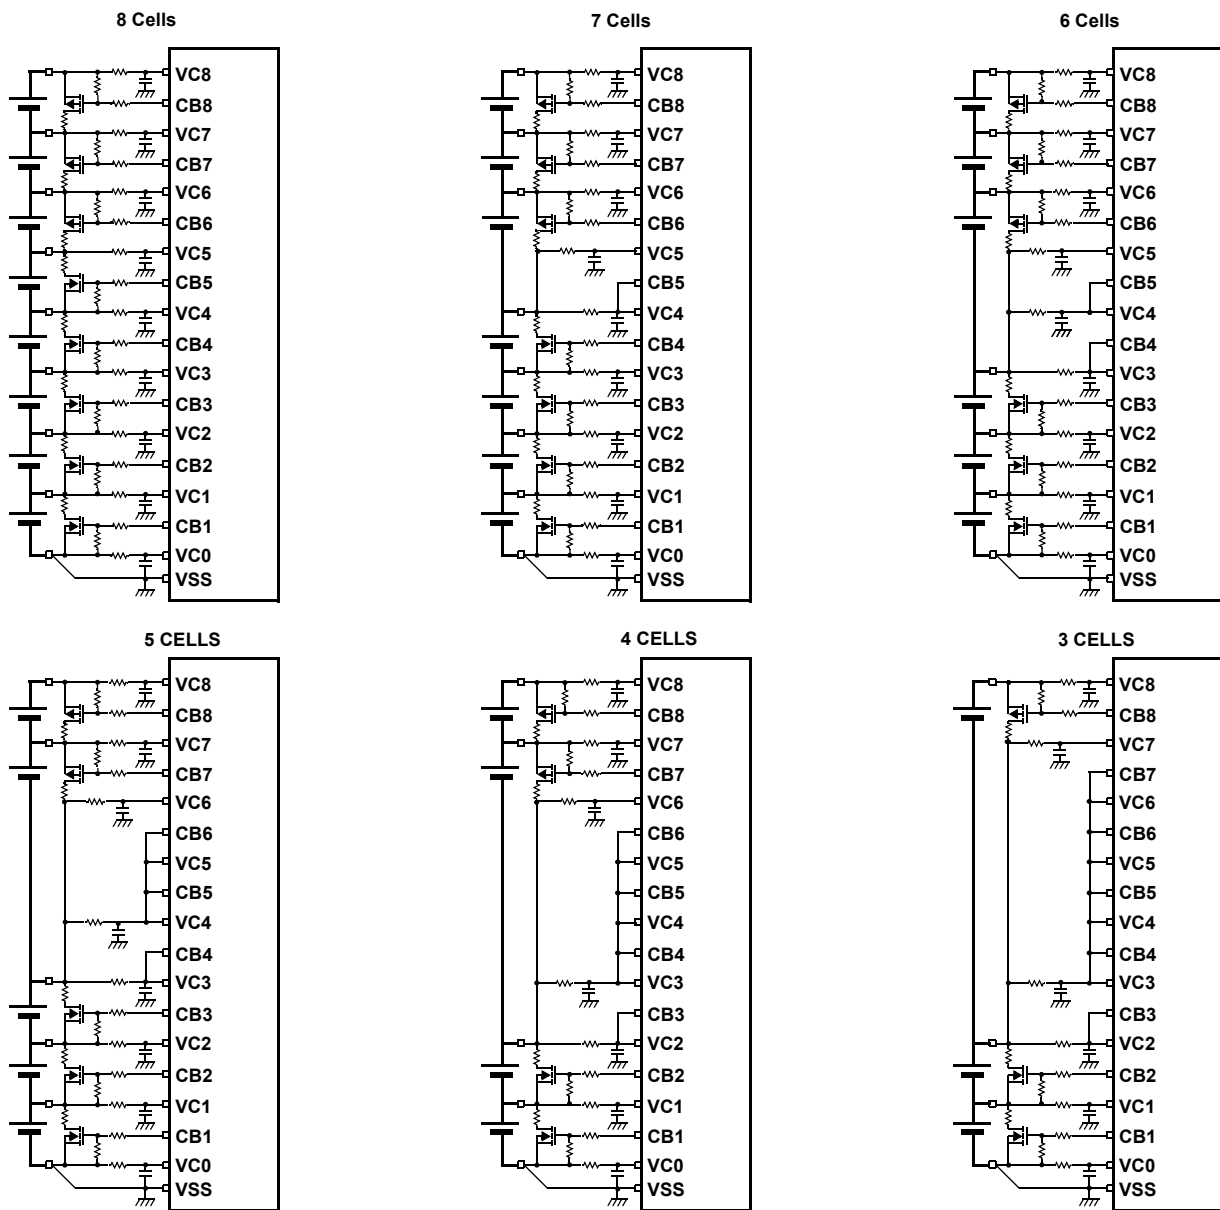 8 Cells
VC8
CB8
VC7
CB7
VC6
CB6
VC5
CB5
VC4
CB4
VC3
CB3
VC2
CB2
VC1
CB1
VC0
VSS
7 Cells
VC8
CB8
VC7
CB7
VC6
CB6
VC5
CB5
VC4
CB4
VC3
CB3
VC2
CB2
VC1
CB1
VC0
VSS
6 Cells
VC8
CB8
VC7
CB7
VC6
CB6
VC5
CB5
VC4
CB4
VC3
CB3
VC2
CB2
VC1
CB1
VC0
VSS
5 CELLS
VC8
CB8
VC7
CB7
VC6
CB6
VC5
CB5
VC4
CB4
VC3
CB3
VC2
CB2
VC1
CB1
VC0
VSS
4 CELLS
VC8
CB8
VC7
CB7
VC6
CB6
VC5
CB5
VC4
CB4
VC3
CB3
VC2
CB2
VC1
CB1
VC0
VSS
3 CELLS
VC8
CB8
VC7
CB7
VC6
CB6
VC5
CB5
VC4
CB4
VC3
CB3
VC2
CB2
VC1
CB1
VC0
VSS